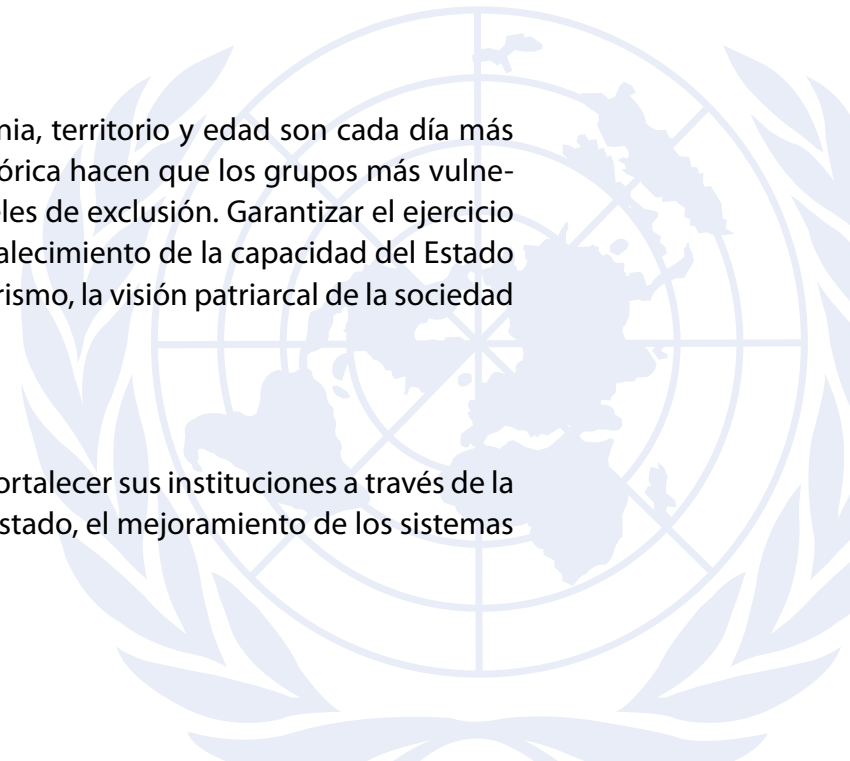 nia, territorio y edad son cada día más
órica hacen que los grupos más vulne-
les de exclusión. Garantizar el ejercicio
alecimiento de la capacidad del Estado
rismo, la visión patriarcal de la sociedad
ortalecer sus instituciones a través de la
stado, el mejoramiento de los sistemas